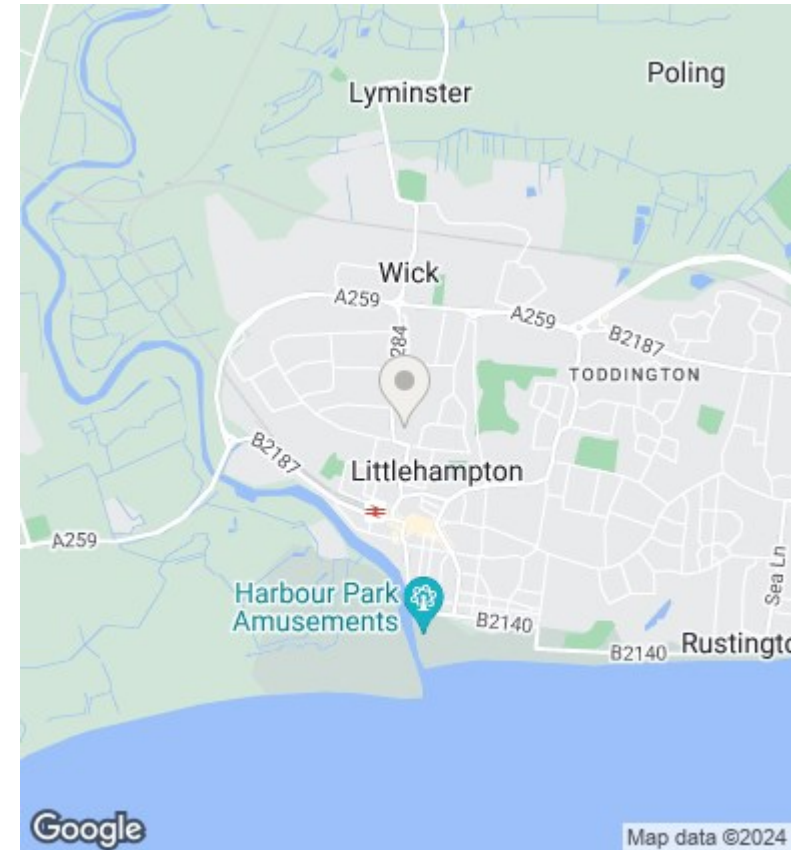 Poling
Lyminster
Wick
A259
A259
B2187
284
TODDINGTON
B2187
Littlehampton
A259
Sea Ln
Harbour Park
Amusements
B2140
B2140
Rustingto
Google
Map data ©2024